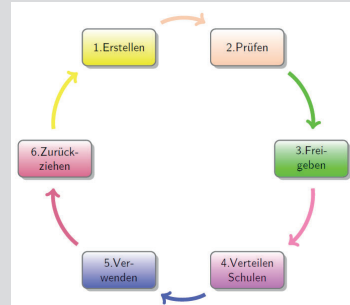 1.Erstellen
2.Prüfen
3.Frei-
geben
4.Verteilen
Schulen
5.Ver-
wenden
6.Zurück-
ziehen